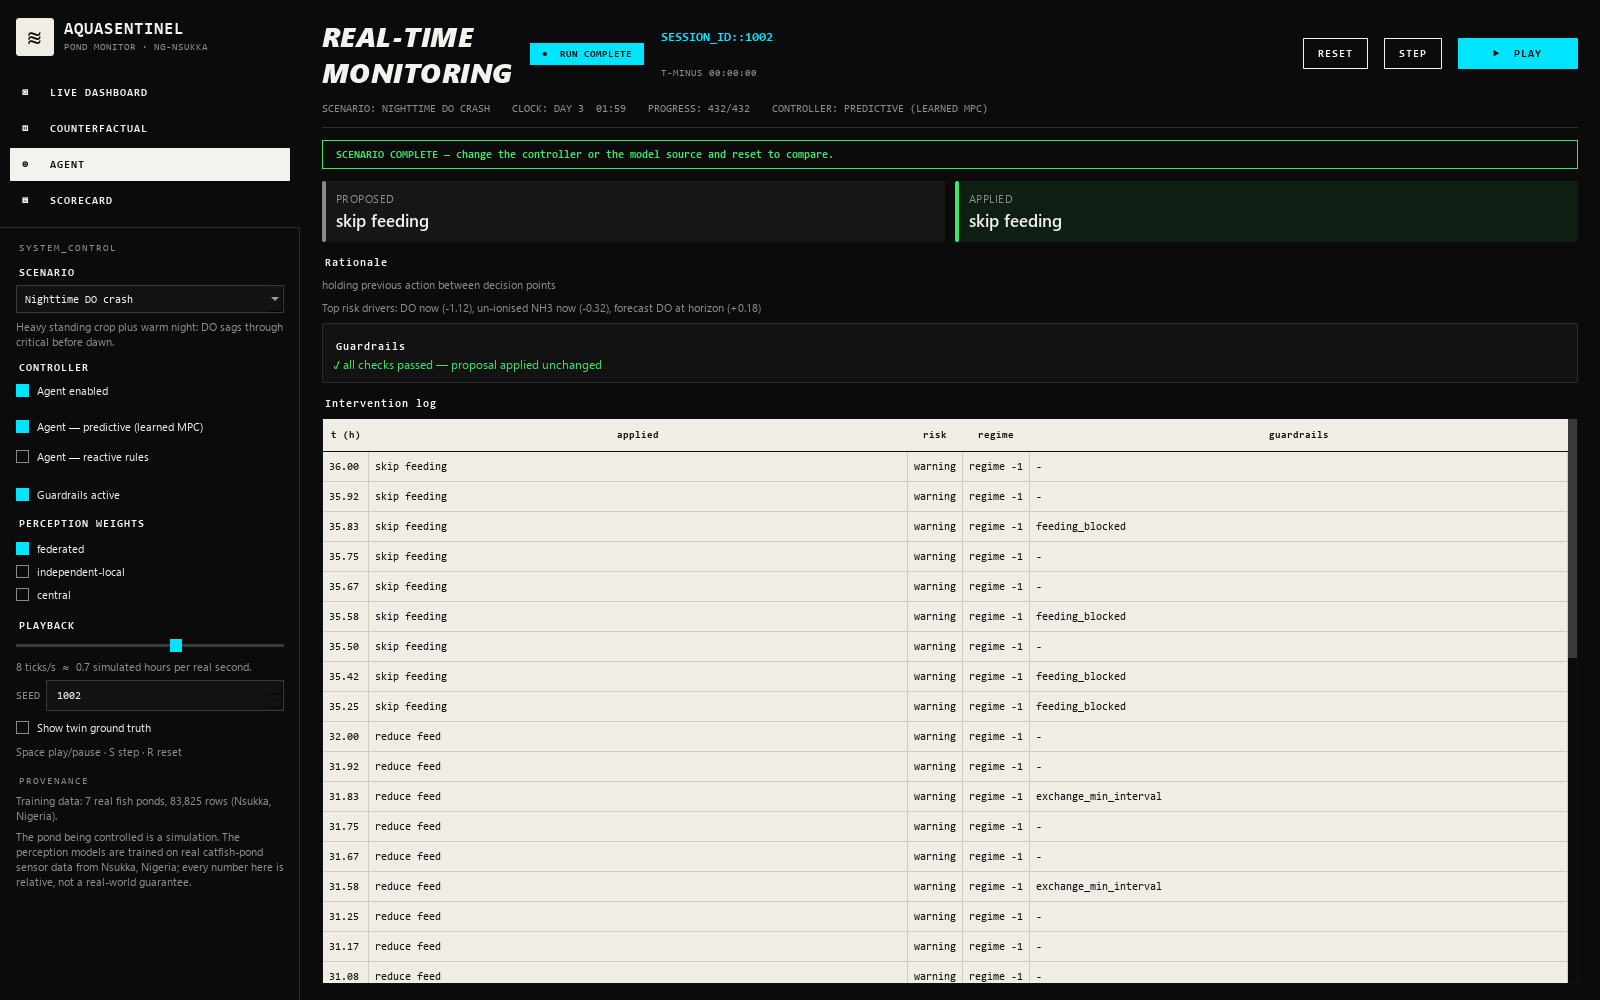 AQUASENTINEL
POND MONITOR · NG-NSUKKA
LIVE DASHBOARD
COUNTERFACTUAL
AGENT
SCORECARD
SYSTEM_CONTROL
SCENARIO
Nighttime DO crash
Heavy standing crop plus warm night: DO sags through
critical before dawn.
CONTROLLER
Agent enabled
Agent — predictive (learned MPC)
Agent — reactive rules
Guardrails active
PERCEPTION WEIGHTS
federated
independent-local
central
PLAYBACK
8 ticks/s ≈ 0.7 simulated hours per real second.
SEED 1002
Show twin ground truth
Space play/pause · S step · R reset
PROVENANCE
Training data: 7 real fish ponds, 83,825 rows (Nsukka,
Nigeria).
The pond being controlled is a simulation. The
perception models are trained on real catfish-pond
sensor data from Nsukka, Nigeria; every number here is
relative, not a real-world guarantee.
REAL-TIME
MONITORING
● RUN COMPLETE
SESSION_ID::1002
T-MINUS 00:00:00
RESET
STEP
▶ PLAY
SCENARIO: NIGHTTIME DO CRASH CLOCK: DAY 3 01:59 PROGRESS: 432/432 CONTROLLER: PREDICTIVE (LEARNED MPC)
SCENARIO COMPLETE — change the controller or the model source and reset to compare.
PROPOSED
skip feeding
APPLIED
skip feeding
Rationale
holding previous action between decision points
Top risk drivers: DO now (-1.12), un-ionised NH3 now (-0.32), forecast DO at horizon (+0.18)
Guardrails
✓ all checks passed — proposal applied unchanged
Intervention log
t (h) applied risk regime guardrails
36.00 skip feeding warning regime -1 -
35.92 skip feeding warning regime -1 -
35.83 skip feeding warning regime -1 feeding_blocked
35.75 skip feeding warning regime -1 -
35.67 skip feeding warning regime -1 -
35.58 skip feeding warning regime -1 feeding_blocked
35.50 skip feeding warning regime -1 -
35.42 skip feeding warning regime -1 feeding_blocked
35.25 skip feeding warning regime -1 feeding_blocked
32.00 reduce feed warning regime -1 -
31.92 reduce feed warning regime -1 -
31.83 reduce feed warning regime -1 exchange_min_interval
31.75 reduce feed warning regime -1 -
31.67 reduce feed warning regime -1 -
31.58 reduce feed warning regime -1 exchange_min_interval
31.25 reduce feed warning regime -1 -
31.17 reduce feed warning regime -1 -
31.08 reduce feed warning regime -1 -